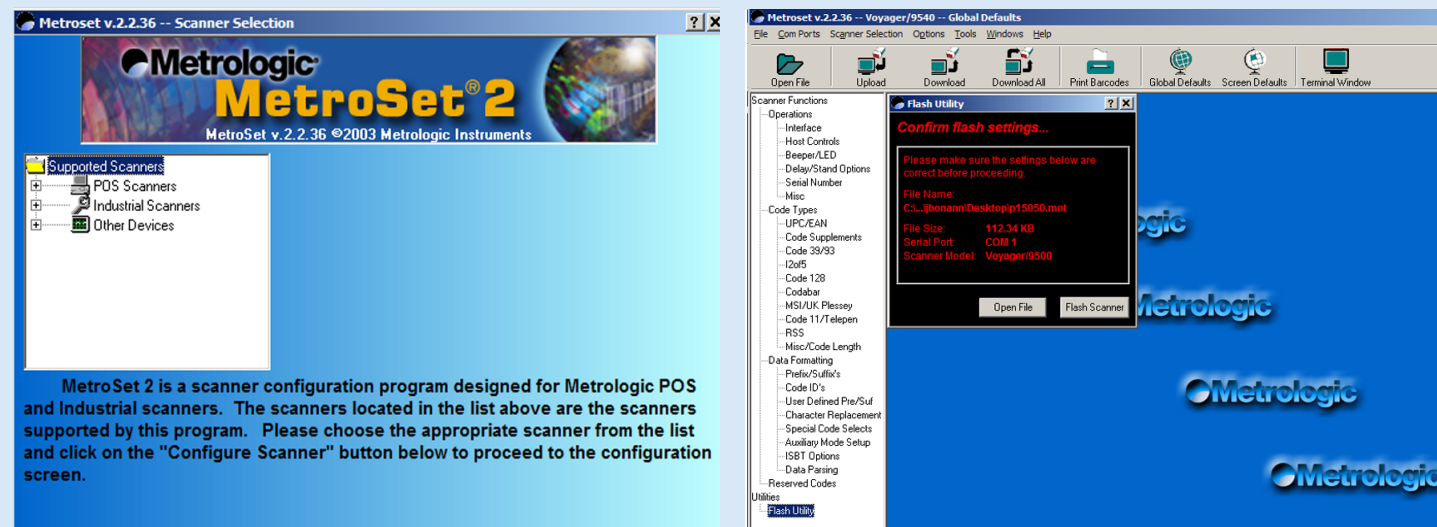 Metroset v.2.2.36 -- Scanner Selection
Metrologic
MetroSet® 2
MetroSet v.2.2.36 ©2003 Metrologic Instruments
Supported Scanners
POS Scanners
Industrial Scanners
Other Devices
MetroSet 2 is a scanner configuration program designed for Metrologic POS
and Industrial scanners. The scanners located in the list above are the scanners
supported by this program. Please choose the appropriate scanner from the list
and click on the "Configure Scanner" button below to proceed to the configuration
screen.
Metroset v.2.2.36 -- Voyager/9540 -- Global Defaults
File Com Ports Scanner Selection Options Tools Windows Help
Open File Upload Download Download All Print Barcodes Global Defaults Screen Defaults Terminal Window
Scanner Functions
Operations
Interface
Host Controls
Beeper/LED
Delay/Stand Options
Serial Number
Misc
Code Types
UPC/EAN
Code Supplements
Code 39/93
I2of5
Code 128
Codabar
MSI/UK Plessey
Code 11/Telepen
RSS
Misc/Code Length
Data Formatting
Prefix/Suffix's
Code ID's
User Defined Pre/Suf
Character Replacement
Special Code Selects
Auxiliary Mode Setup
ISBT Options
Data Parsing
Reserved Codes
Utilities
Flash Utility
Flash Utility
Confirm flash settings...
Please make sure the settings below are
correct before proceeding.
File Name:
C:\...\jbonann\Desktop\p15050.mot
File Size: 112.34 KB
Serial Port: COM 1
Scanner Model: Voyager/9500
Open File Flash Scanner
ogic
Metrologic
Metrologic
Metrologic